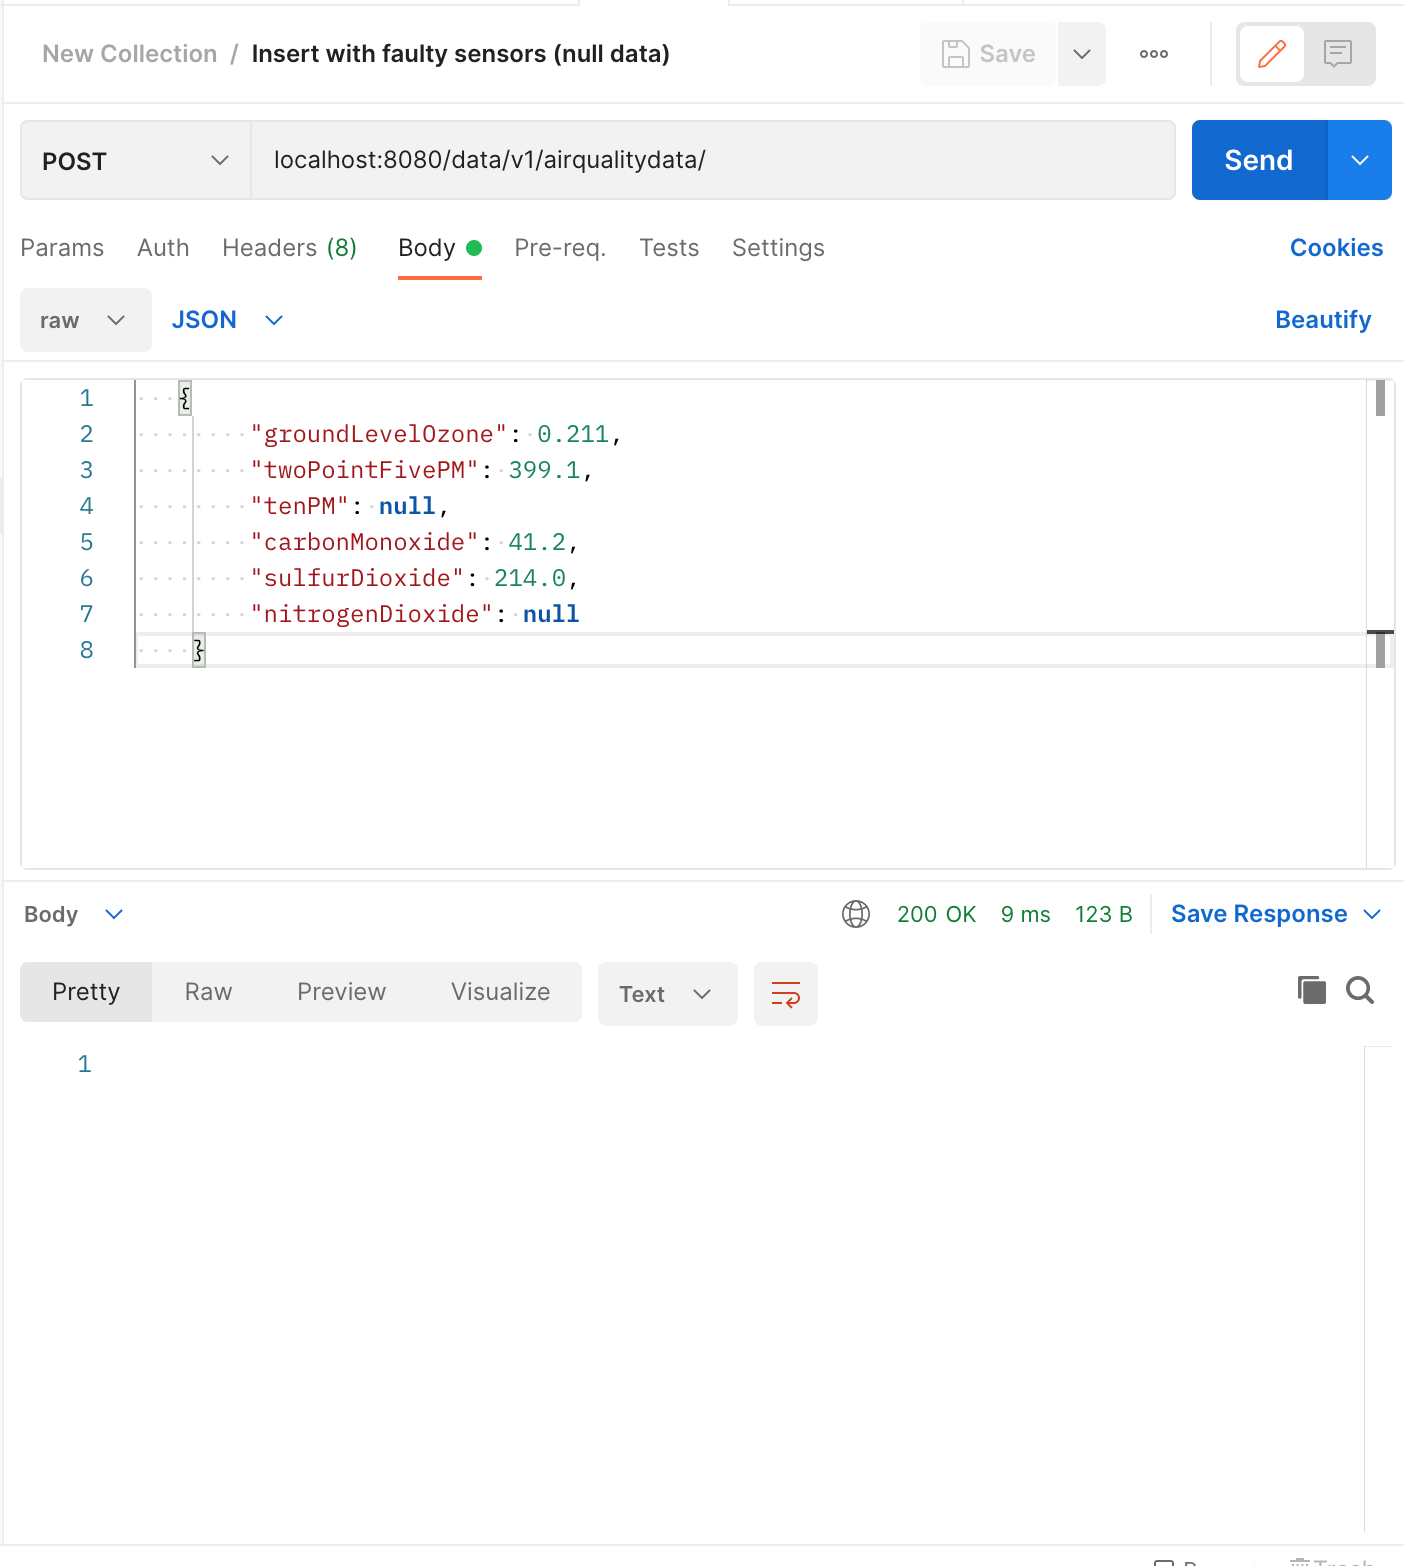 New Collection / Insert with faulty sensors (null data)
Save
POST
localhost:8080/data/v1/airqualitydata/
Send
Params Auth Headers (8) Body Pre-req. Tests Settings Cookies
raw JSON Beautify
1 {
2 "groundLevelOzone": 0.211,
3 "twoPointFivePM": 399.1,
4 "tenPM": null,
5 "carbonMonoxide": 41.2,
6 "sulfurDioxide": 214.0,
7 "nitrogenDioxide": null
8 }
Body 200 OK 9 ms 123 B Save Response
Pretty Raw Preview Visualize Text
1